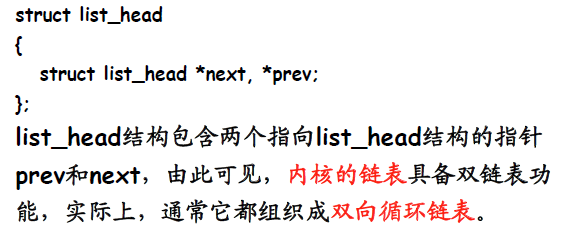 struct list_head
{
struct list_head *next, *prev;
};
list_head结构包含两个指向list_head结构的指针
prev和next，由此可见，内核的链表具备双链表功
能，实际上，通常它都组织成双向循环链表。